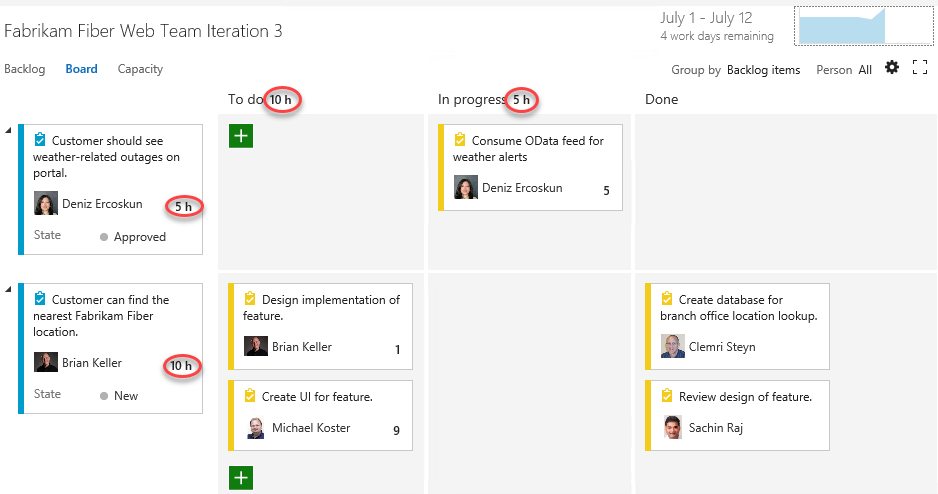 Fabrikam Fiber Web Team Iteration 3
July 1 - July 12
4 work days remaining
Backlog Board Capacity
Group by Backlog items Person All
To do 10 h In progress 5 h Done
Customer should see
weather-related outages on
portal.
Deniz Ercoskun
5 h
State Approved
Consume OData feed for
weather alerts
Deniz Ercoskun 5
Customer can find the
nearest Fabrikam Fiber
location.
Brian Keller
10 h
State New
Design implementation of
feature.
Brian Keller 1
Create UI for feature.
Michael Koster 9
Create database for
branch office location lookup.
Clemri Steyn
Review design of feature.
Sachin Raj